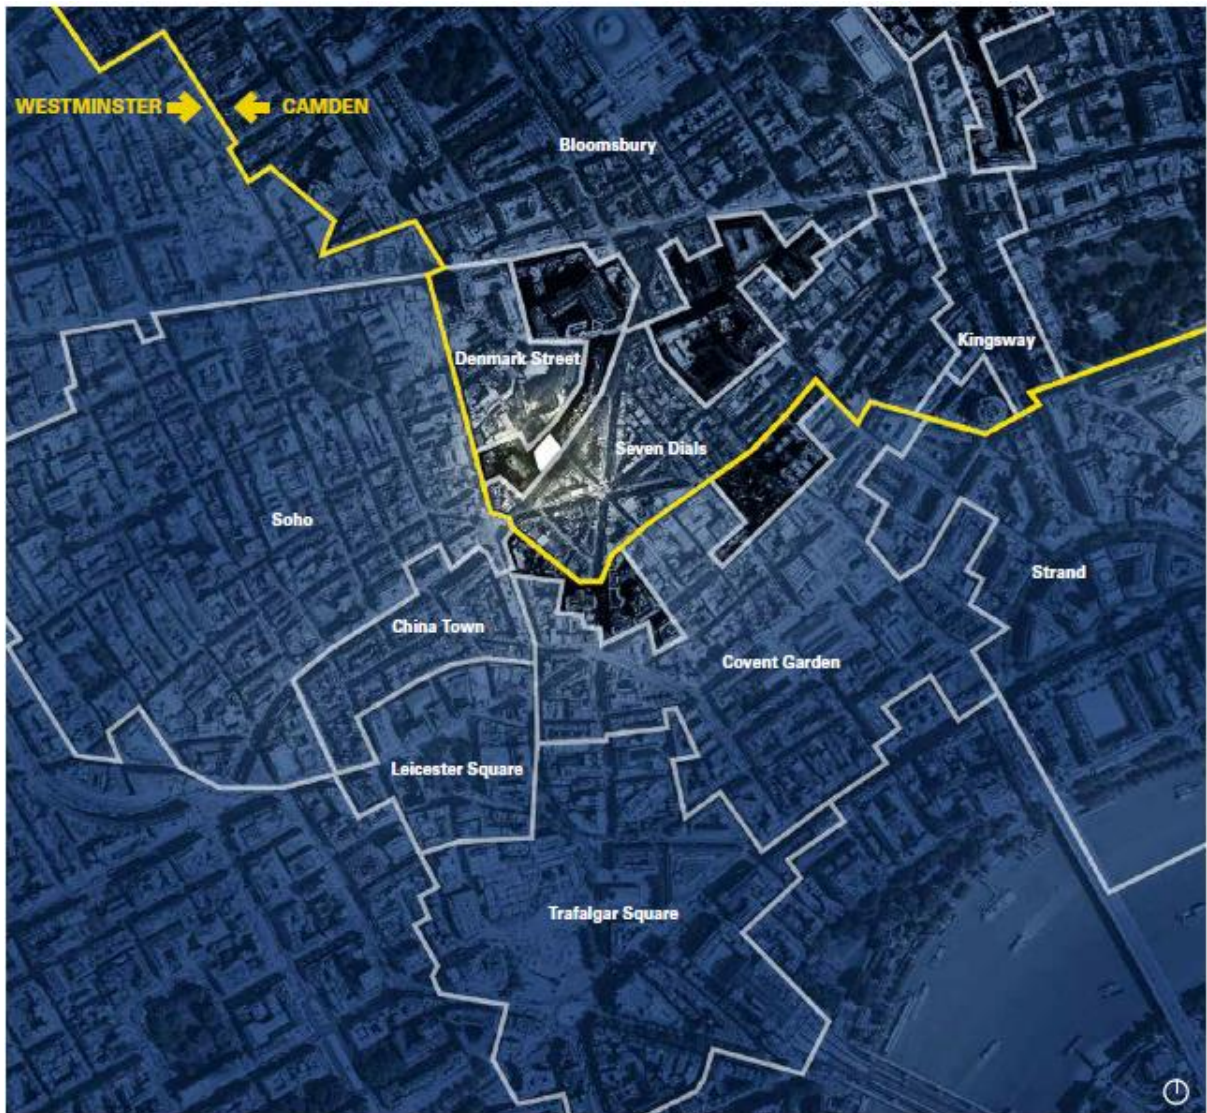 WESTMINSTER
CAMDEN
Bloomsbury
Kingsway
Denmark Street
Seven Dials
Soho
Strand
China Town
Covent Garden
Leicester Square
Trafalgar Square